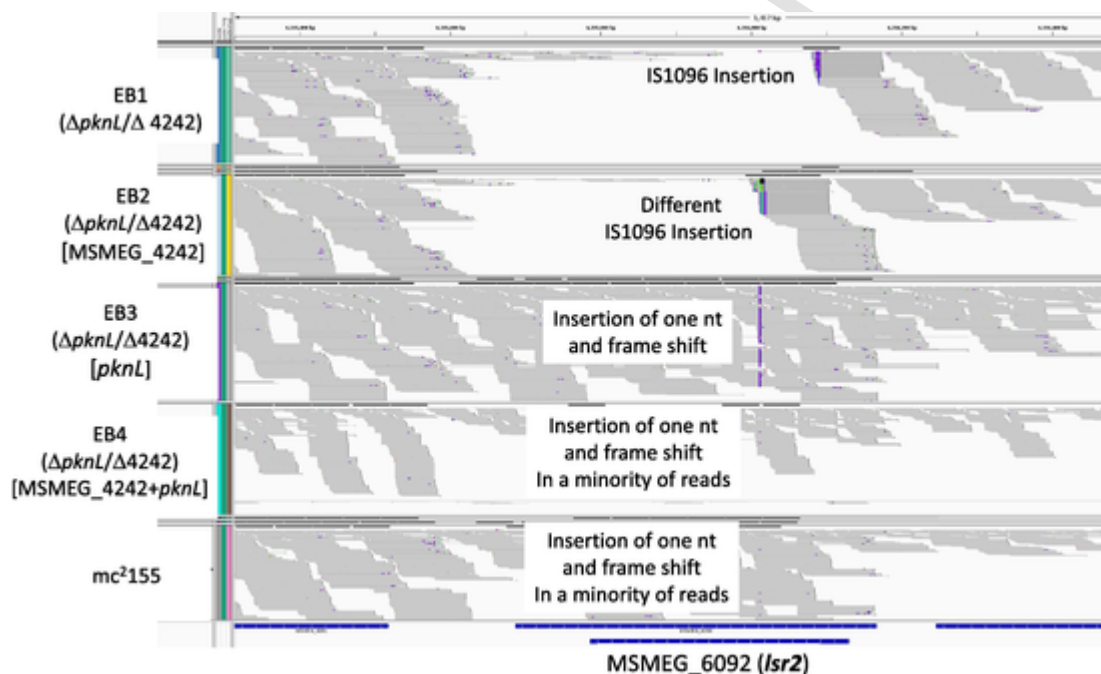 IS1096 Insertion
EB1
(ΔpknL/Δ 4242)
EB2
(ΔpknL/Δ4242)
[MSMEG_4242]
Different
IS1096 Insertion
EB3
(ΔpknL/Δ4242)
[pknL]
Insertion of one nt
and frame shift
EB4
(ΔpknL/Δ4242)
[MSMEG_4242+pknL]
Insertion of one nt
and frame shift
In a minority of reads
mc²155
Insertion of one nt
and frame shift
In a minority of reads
MSMEG_6092 (lsr2)